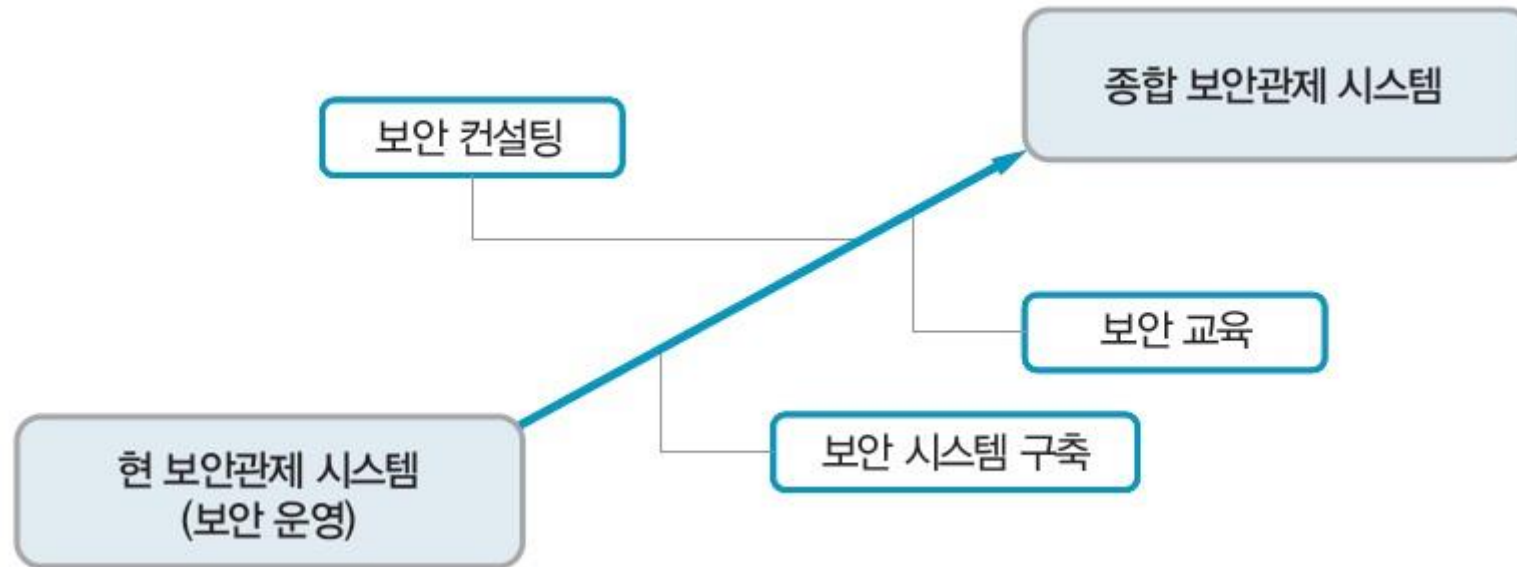 종합 보안관제 시스템
보안 컨설팅
보안 교육
보안 시스템 구축
현 보안관제 시스템
(보안 운영)